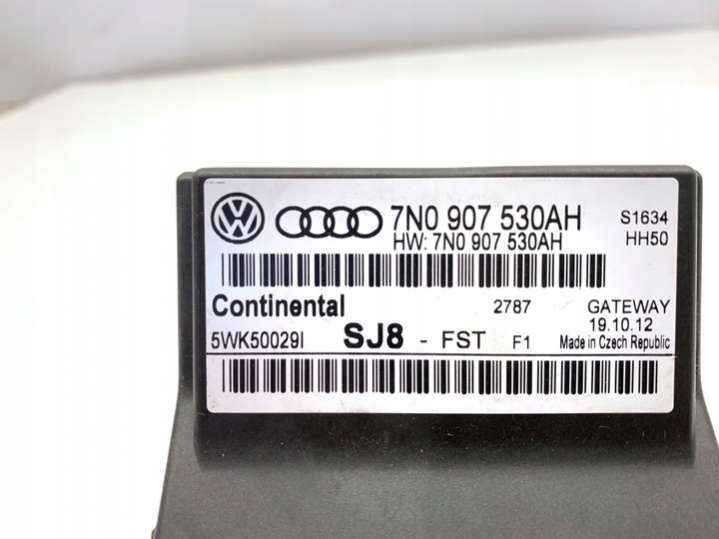 7N0 907 530AH S1634
HW: 7N0 907 530AH HH50
Continental 2787 GATEWAY
19.10.12
5WK50029I SJ8 - FST F1 Made in Czech Republic